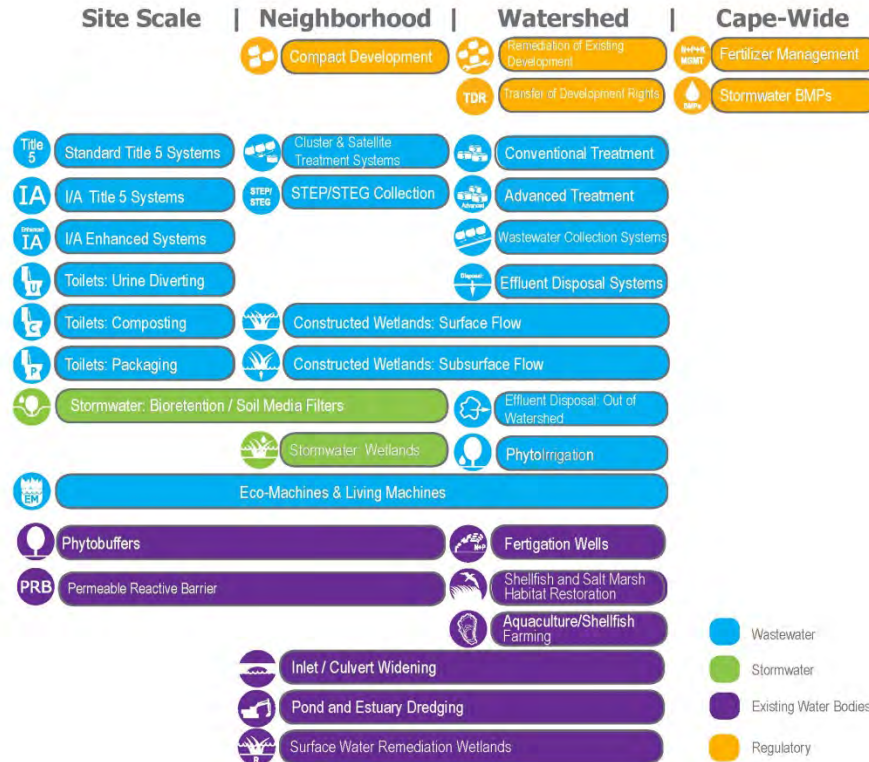 Site Scale | Neighborhood | Watershed | Cape-Wide
Compact Development
Remediation of Existing
Development
N+P+K
MGMT
Fertilizer Management
TDR
Transfer of Development Rights
BMPs
Stormwater BMPs
Title
5
Standard Title 5 Systems
Cluster & Satellite
Treatment Systems
Conventional Treatment
IA
I/A Title 5 Systems
STEP/
STEG
STEP/STEG Collection
Advanced
Advanced Treatment
Enhanced
IA
I/A Enhanced Systems
Wastewater Collection Systems
U
Toilets: Urine Diverting
Disposal
Effluent Disposal Systems
C
Toilets: Composting
Constructed Wetlands: Surface Flow
P
Toilets: Packaging
Constructed Wetlands: Subsurface Flow
Stormwater: Bioretention / Soil Media Filters
Effluent Disposal: Out of
Watershed
Stormwater Wetlands
PhytoIrrigation
EM
Eco-Machines & Living Machines
Phytobuffers
N+P
Fertigation Wells
PRB
Permeable Reactive Barrier
Shellfish and Salt Marsh
Habitat Restoration
Aquaculture/Shellfish
Farming
Inlet / Culvert Widening
Pond and Estuary Dredging
R
Surface Water Remediation Wetlands
Wastewater
Stormwater
Existing Water Bodies
Regulatory